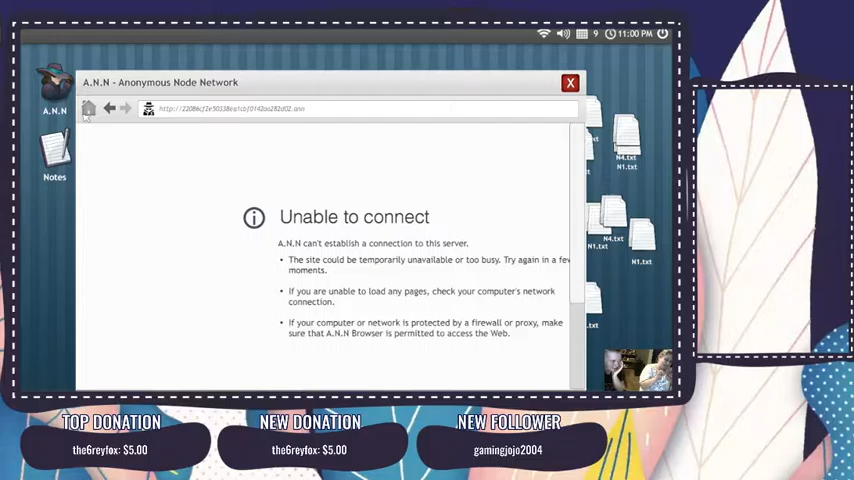 9 11:00 PM
A.N.N - Anonymous Node Network
X
A.N.N
Notes
Unable to connect
A.N.N can't establish a connection to this server.
• The site could be temporarily unavailable or too busy. Try again in a few
moments.
• If you are unable to load any pages, check your computer's network
connection.
• If your computer or network is protected by a firewall or proxy, make
sure that A.N.N Browser is permitted to access the Web.
N4.txt
N1.txt
N4.txt
N1.txt
N1.txt
.txt
TOP DONATION
the6reyfox: $5.00
NEW DONATION
the6reyfox: $5.00
NEW FOLLOWER
gamingjojo2004